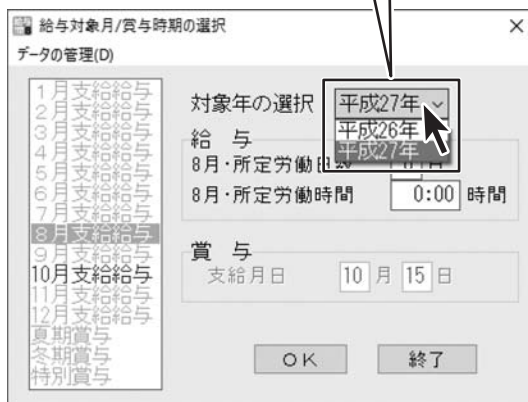 給与対象月/賞与時期の選択
データの管理(D)
1月支給給与
2月支給給与
3月支給給与
4月支給給与
5月支給給与
6月支給給与
7月支給給与
8月支給給与
9月支給給与
10月支給給与
11月支給給与
12月支給給与
夏期賞与
冬期賞与
特別賞与
対象年の選択 平成27年
平成26年
平成27年
給 与
8月・所定労働日数 0 日
8月・所定労働時間 0:00 時間
賞 与
支給月日 10 月 15 日
OK 終了